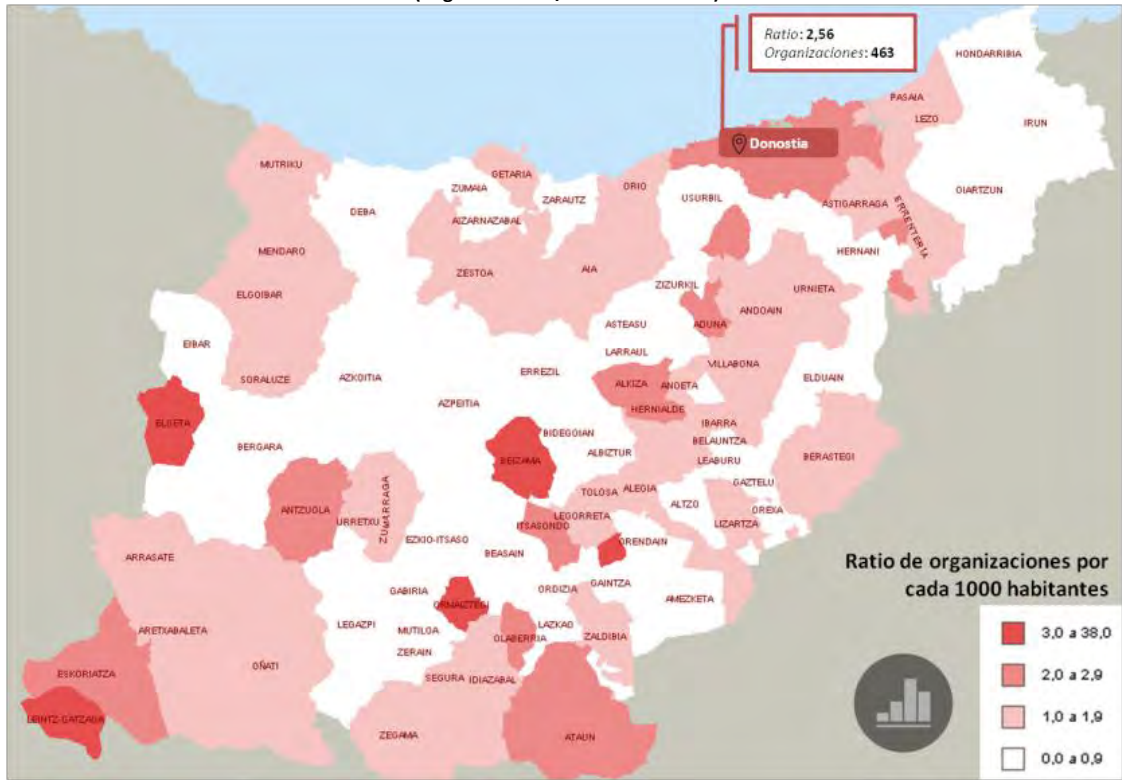 Ratio: 2,56
Organizaciones: 463
HONDARRIBIA
PASAIA
LEZO
IRUN
Donostia
MUTRIKU
GETARIA
ZUMAIA
ORIO
ZARAUTZ
USURBIL
OIARTZUN
DEBA
AIZARNAZABAL
ASTIGARRAGA
ERRENTERIA
HERNANI
MENDARO
ZESTOA
AIA
ELGOIBAR
ZIZURKIL
URNIETA
ANDOAIN
ADUNA
ASTEASU
EIBAR
LARRAUL
VILLABONA
SORALUZE
AZKOITIA
ERREZIL
ALKIZA
ANOETA
ELDUAIN
AZPEITIA
HERNIALDE
ELGETA
IBARRA
BIDEGOIAN
BELAUNTZA
BERGARA
ALBIZTUR
LEABURU
BERASTEGI
BEIZAMA
GAZTELU
TOLOSA
ALEGIA
ALTZO
OREXA
ANTZUOLA
URRETXU
ZUMARRAGA
LEGORRETA
ITSASONDO
LIZARTZA
EZKIO-ITSASO
ORENDAIN
BEASAIN
ARRASATE
GABIRIA
ORMAIZTEGI
ORDIZIA
GAINTZA
AMEZKETA
LEGAZPI
MUTILOA
LAZKAO
ARETXABALETA
OLABERRIA
ZALDIBIA
ZERAIN
OÑATI
ESKORIATZA
SEGURA
IDIAZABAL
LEINTZ-GATZAGA
ZEGAMA
ATAUN
Ratio de organizaciones por
cada 1000 habitantes
3,0 a 38,0
2,0 a 2,9
1,0 a 1,9
0,0 a 0,9